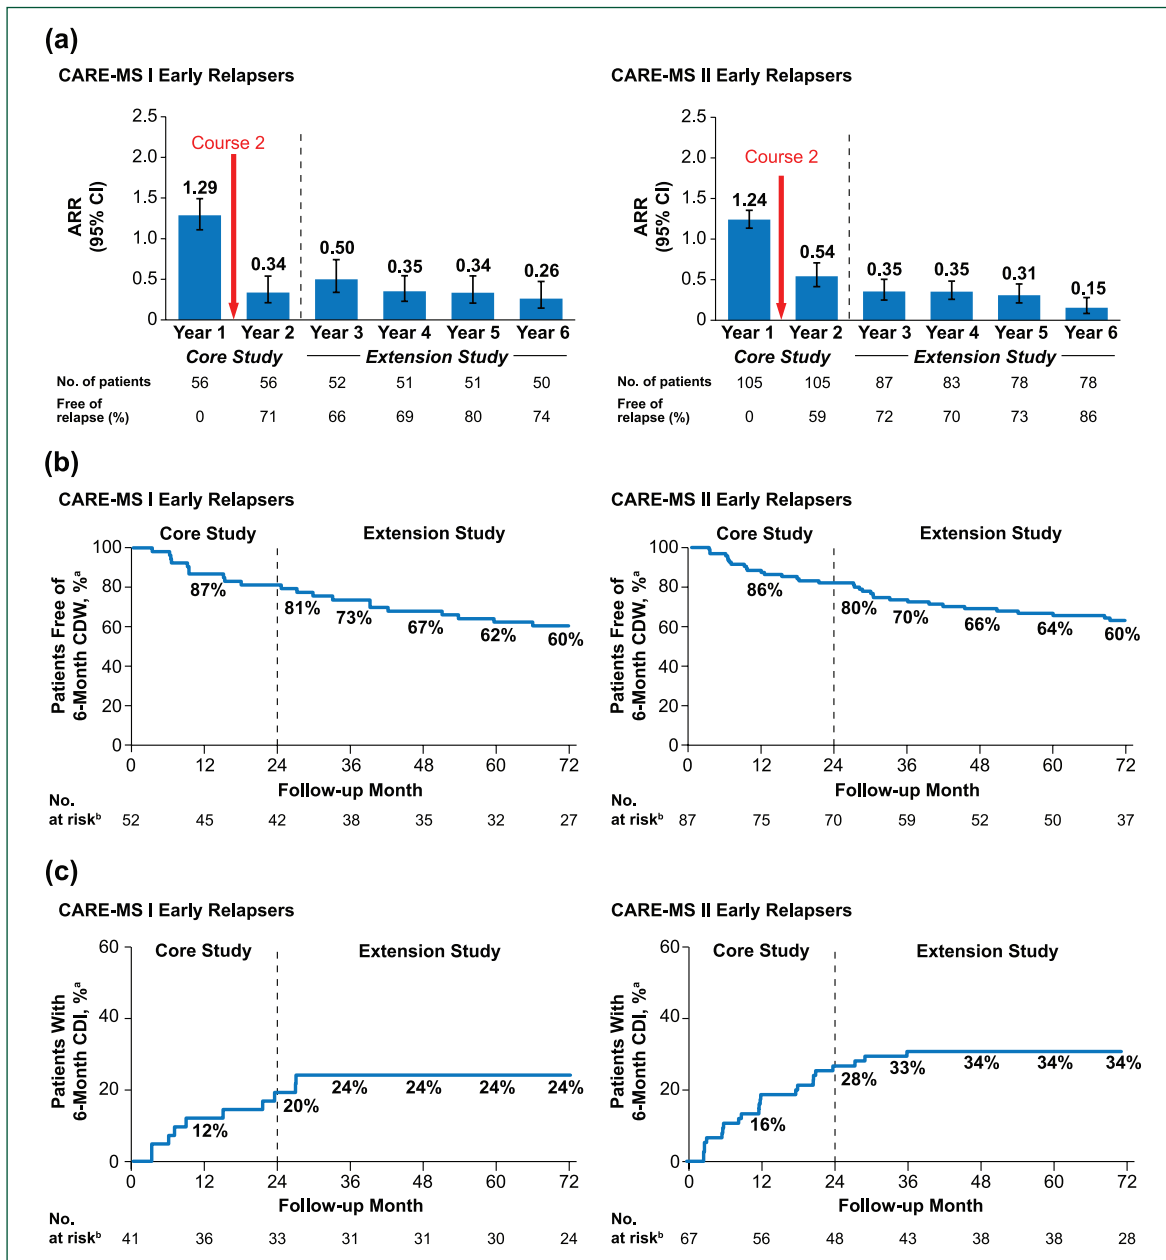 (a)
CARE-MS I Early Relapsers
ARR
(95% CI)
2.5
2.0
1.5
1.0
0.5
0
Course 2
1.29
0.34
0.50
0.35
0.34
0.26
Year 1 Year 2 Year 3 Year 4 Year 5 Year 6
Core Study Extension Study
No. of patients 56 56 52 51 51 50
Free of
relapse (%) 0 71 66 69 80 74
CARE-MS II Early Relapsers
ARR
(95% CI)
2.5
2.0
1.5
1.0
0.5
0
Course 2
1.24
0.54
0.35
0.35
0.31
0.15
Year 1 Year 2 Year 3 Year 4 Year 5 Year 6
Core Study Extension Study
No. of patients 105 105 87 83 78 78
Free of
relapse (%) 0 59 72 70 73 86
(b)
CARE-MS I Early Relapsers
Core Study Extension Study
Patients Free of
6-Month CDW, %ᵃ
100
80
60
40
20
0
87% 81% 73% 67% 62% 60%
0 12 24 36 48 60 72
Follow-up Month
No.
at riskᵇ 52 45 42 38 35 32 27
CARE-MS II Early Relapsers
Core Study Extension Study
Patients Free of
6-Month CDW, %ᵃ
100
80
60
40
20
0
86% 80% 70% 66% 64% 60%
0 12 24 36 48 60 72
Follow-up Month
No.
at riskᵇ 87 75 70 59 52 50 37
(c)
CARE-MS I Early Relapsers
Core Study Extension Study
Patients With
6-Month CDI, %ᵃ
60
40
20
0
12% 20% 24% 24% 24% 24%
0 12 24 36 48 60 72
Follow-up Month
No.
at riskᵇ 41 36 33 31 31 30 24
CARE-MS II Early Relapsers
Core Study Extension Study
Patients With
6-Month CDI, %ᵃ
60
40
20
0
16% 28% 33% 34% 34% 34%
0 12 24 36 48 60 72
Follow-up Month
No.
at riskᵇ 67 56 48 43 38 38 28